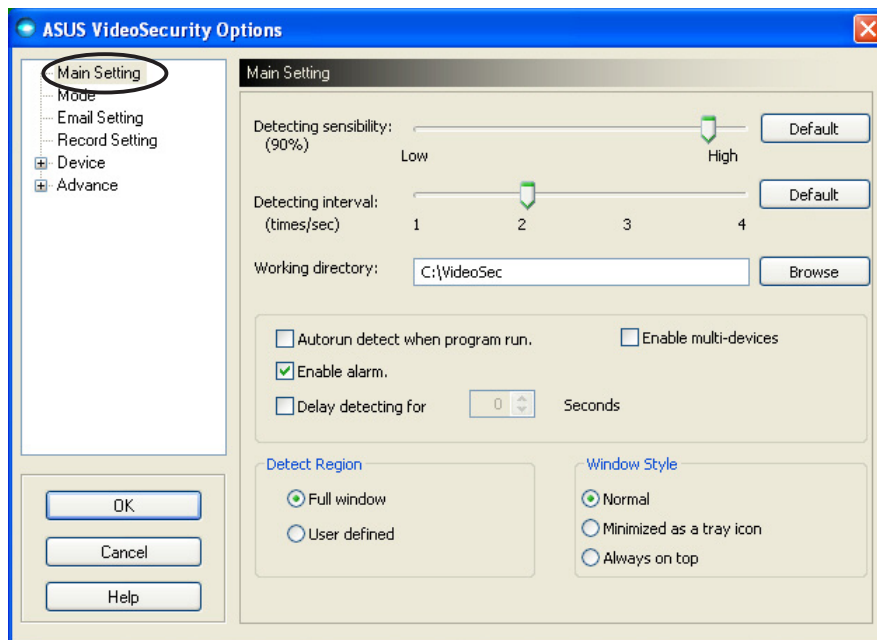 ASUS VideoSecurity Options
Main Setting
Mode
Email Setting
Record Setting
Device
Advance
OK
Cancel
Help
Main Setting
Detecting sensibility:
(90%)
Low
High
Default
Detecting interval:
(times/sec)
1 2 3 4
Default
Working directory:
C:\VideoSec
Browse
Autorun detect when program run.
Enable multi-devices
Enable alarm.
Delay detecting for 0 Seconds
Detect Region
Full window
User defined
Window Style
Normal
Minimized as a tray icon
Always on top